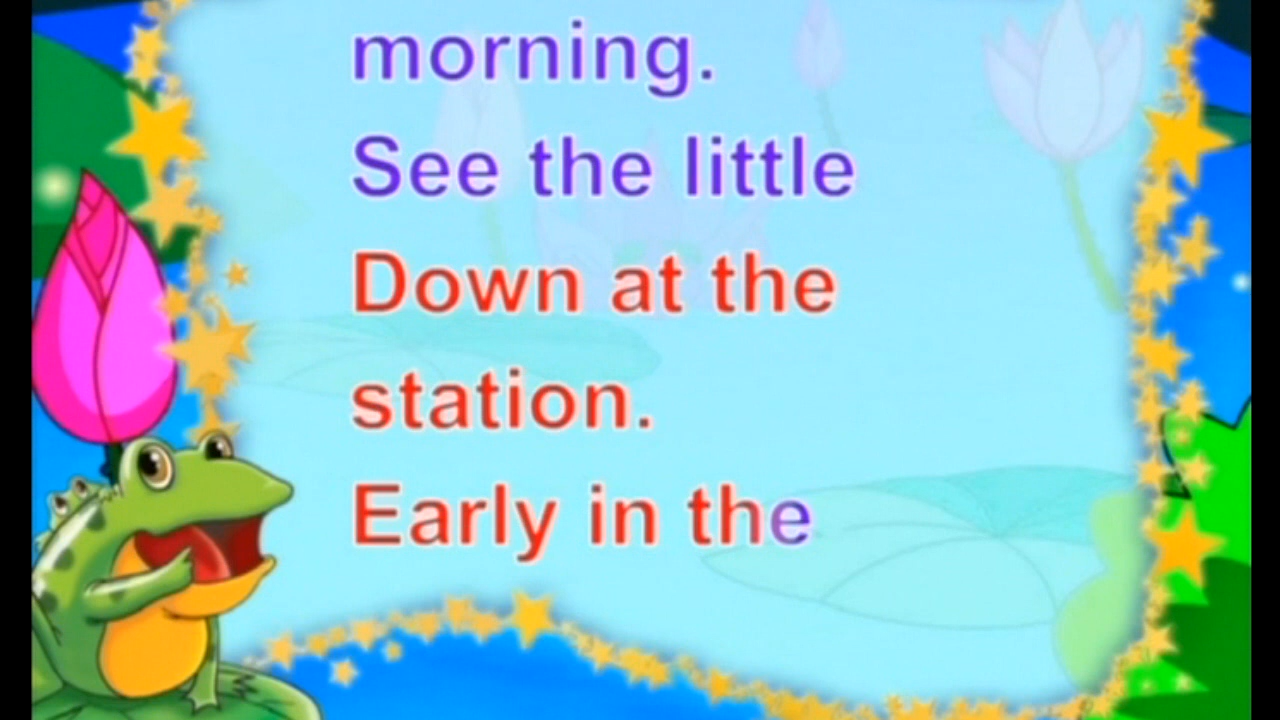 morning.
See the little
Down at the
station.
Early in the